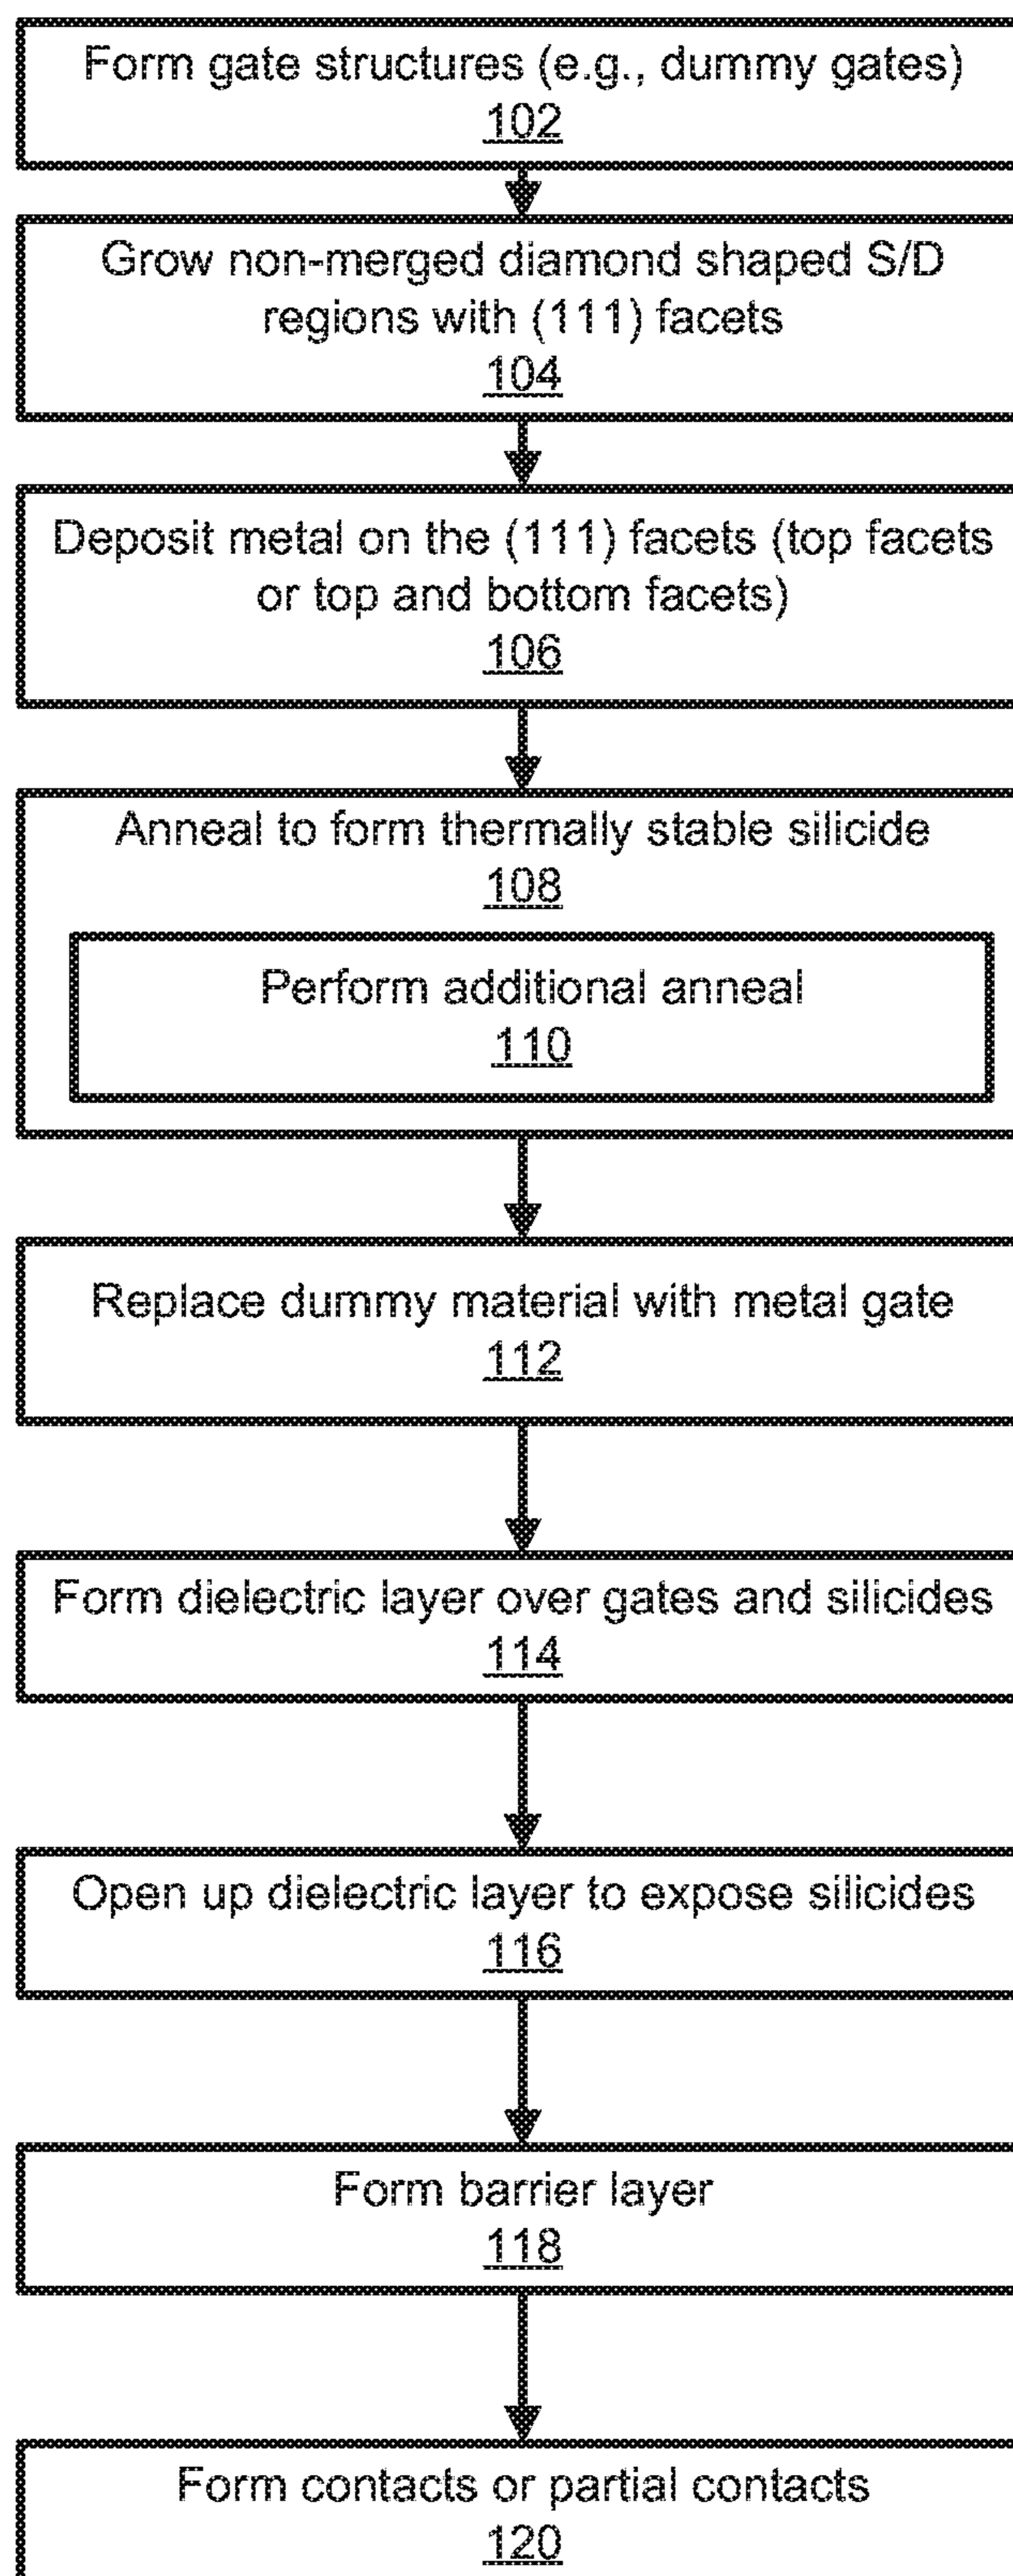 Form gate structures (e.g., dummy gates)
102
Grow non-merged diamond shaped S/D
regions with (111) facets
104
Deposit metal on the (111) facets (top facets
or top and bottom facets)
106
Anneal to form thermally stable silicide
108
Perform additional anneal
110
Replace dummy material with metal gate
112
Form dielectric layer over gates and silicides
114
Open up dielectric layer to expose silicides
116
Form barrier layer
118
Form contacts or partial contacts
120